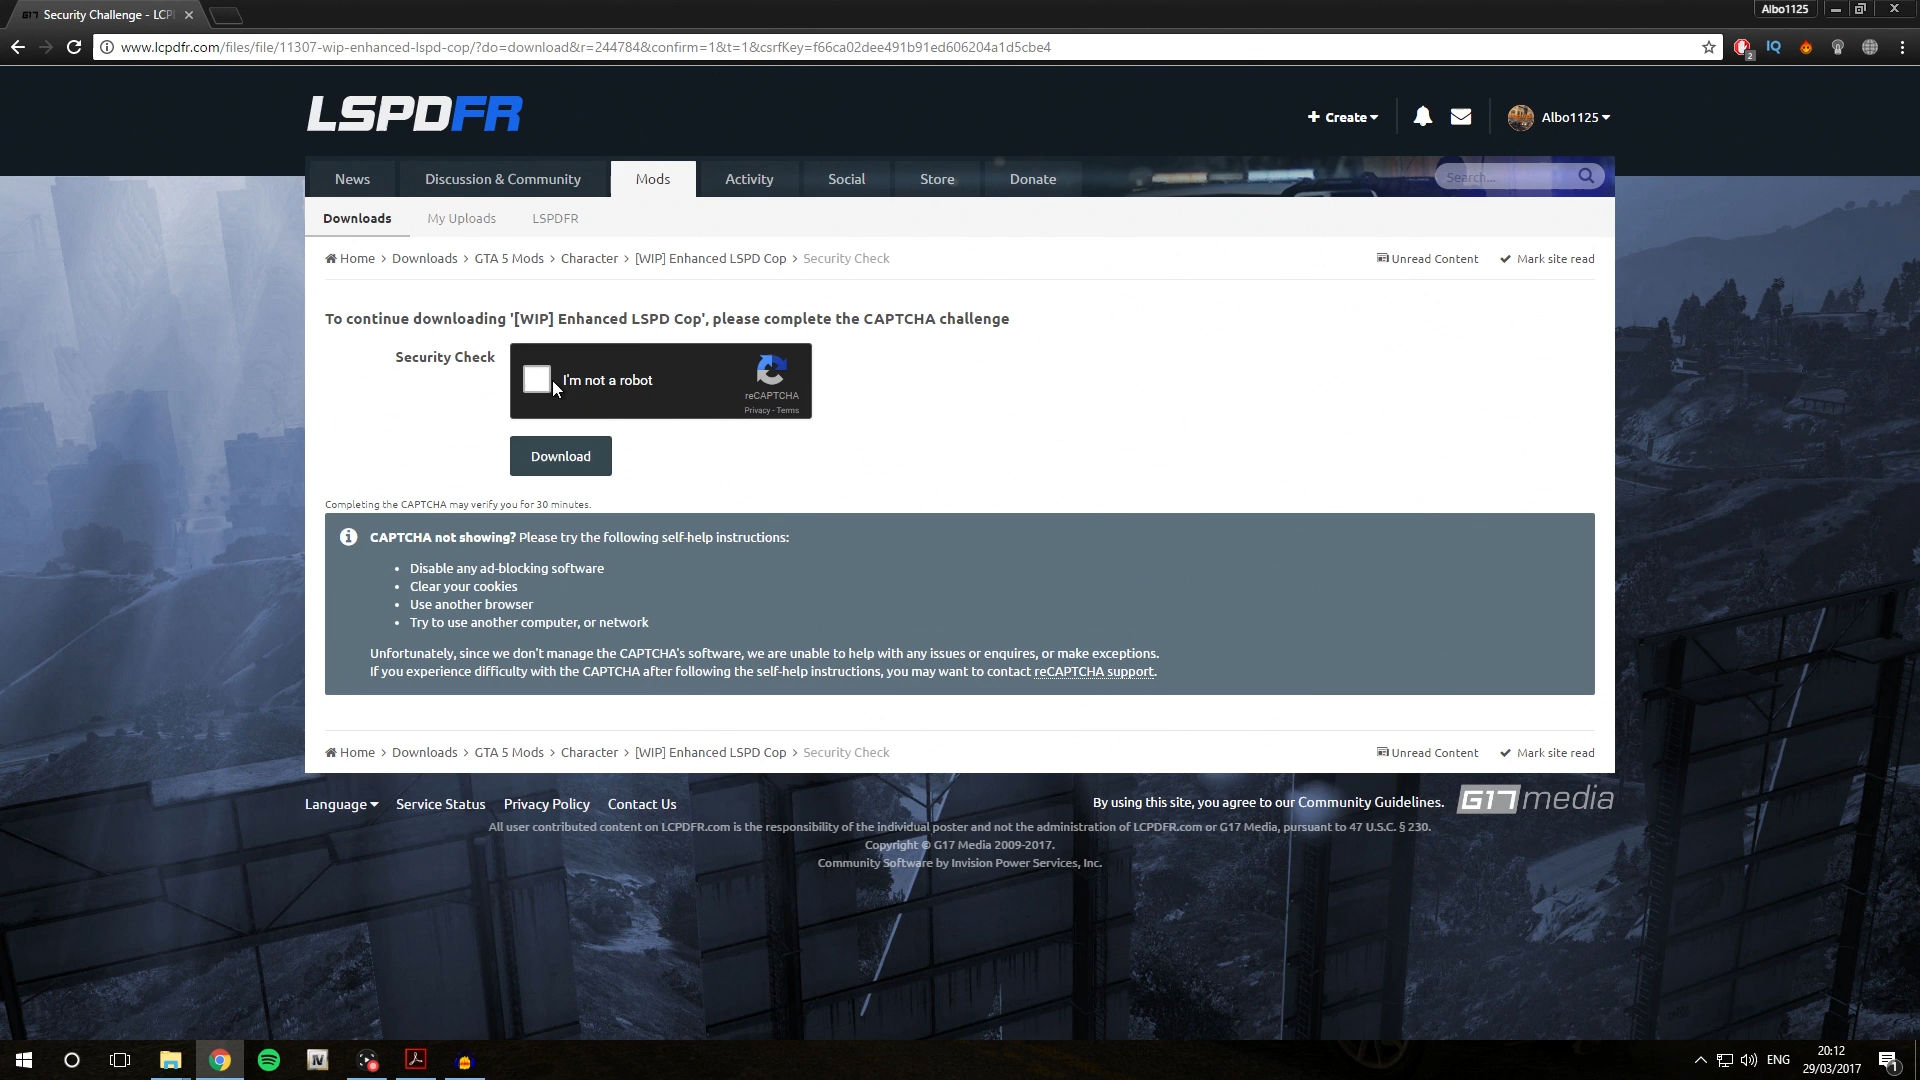 Security Challenge - LCP
Albo1125
www.lcpdfr.com/files/file/11307-wip-enhanced-lspd-cop/?do=download&r=244784&confirm=1&t=1&csrfKey=f66ca02dee491b91ed606204a1d5cbe4
2
IQ
LSPDFR
+ Create
Albo1125
News
Discussion & Community
Mods
Activity
Social
Store
Donate
Search...
Downloads
My Uploads
LSPDFR
Home > Downloads > GTA 5 Mods > Character > [WIP] Enhanced LSPD Cop > Security Check
Unread Content
Mark site read
To continue downloading '[WIP] Enhanced LSPD Cop', please complete the CAPTCHA challenge
Security Check
I'm not a robot
reCAPTCHA
Privacy - Terms
Download
Completing the CAPTCHA may verify you for 30 minutes.
CAPTCHA not showing? Please try the following self-help instructions:
• Disable any ad-blocking software
• Clear your cookies
• Use another browser
• Try to use another computer, or network
Unfortunately, since we don't manage the CAPTCHA's software, we are unable to help with any issues or enquires, or make exceptions.
If you experience difficulty with the CAPTCHA after following the self-help instructions, you may want to contact reCAPTCHA support.
Home > Downloads > GTA 5 Mods > Character > [WIP] Enhanced LSPD Cop > Security Check
Unread Content
Mark site read
Language
Service Status
Privacy Policy
Contact Us
By using this site, you agree to our Community Guidelines.
G17 media
All user contributed content on LCPDFR.com is the responsibility of the individual poster and not the administration of LCPDFR.com or G17 Media, pursuant to 47 U.S.C. § 230.
Copyright © G17 Media 2009-2017.
Community Software by Invision Power Services, Inc.
IV
ENG
20:12
29/03/2017
1